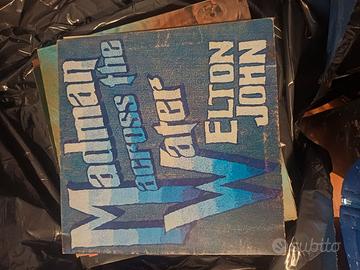 Madman
across the
Water
ELTON
JOHN
subito